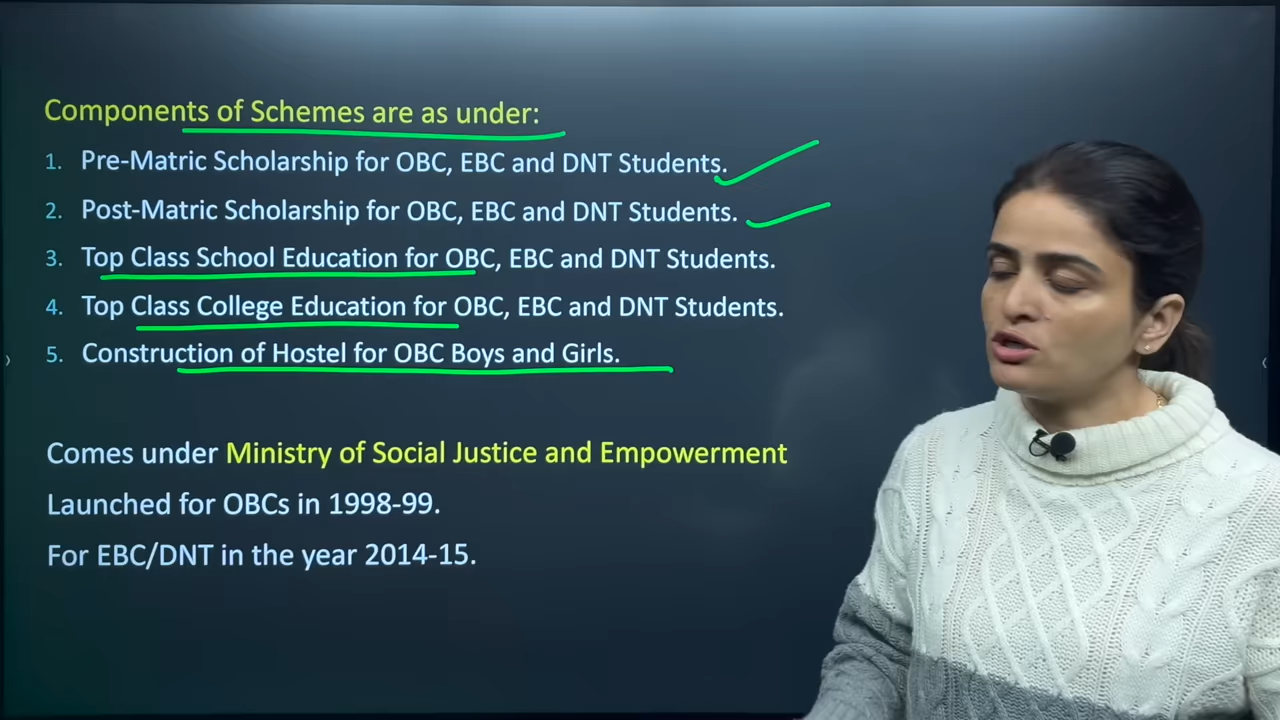 Components of Schemes are as under:
1. Pre-Matric Scholarship for OBC, EBC and DNT Students.
2. Post-Matric Scholarship for OBC, EBC and DNT Students.
3. Top Class School Education for OBC, EBC and DNT Students.
4. Top Class College Education for OBC, EBC and DNT Students.
5. Construction of Hostel for OBC Boys and Girls.
Comes under Ministry of Social Justice and Empowerment
Launched for OBCs in 1998-99.
For EBC/DNT in the year 2014-15.